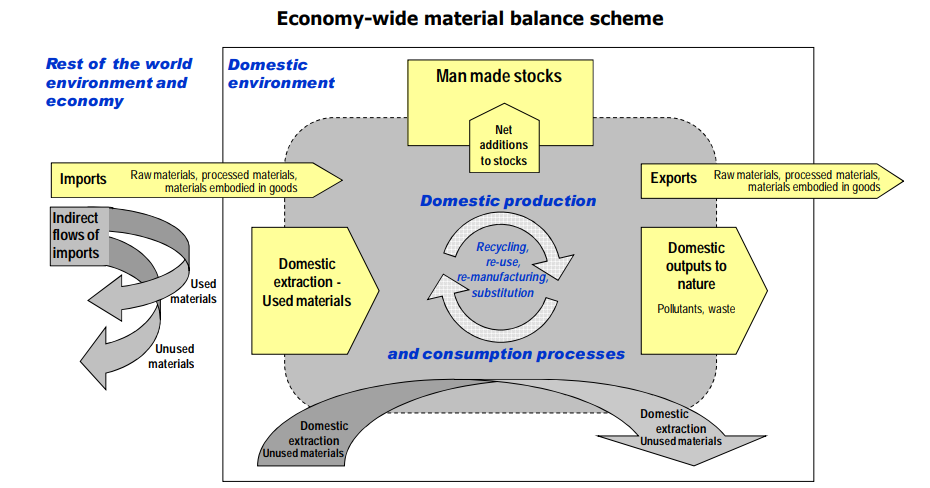 Economy-wide material balance scheme
Rest of the world
environment and
economy
Domestic
environment
Man made stocks
Net
additions
to stocks
Imports
Raw materials, processed materials,
materials embodied in goods
Exports
Raw materials, processed materials,
materials embodied in goods
Indirect
flows of
imports
Used
materials
Unused
materials
Domestic
extraction -
Used materials
Domestic production
Recycling,
re-use,
re-manufacturing,
substitution
and consumption processes
Domestic
outputs to
nature
Pollutants, waste
Domestic
extraction
Unused materials
Domestic
extraction
Unused materials